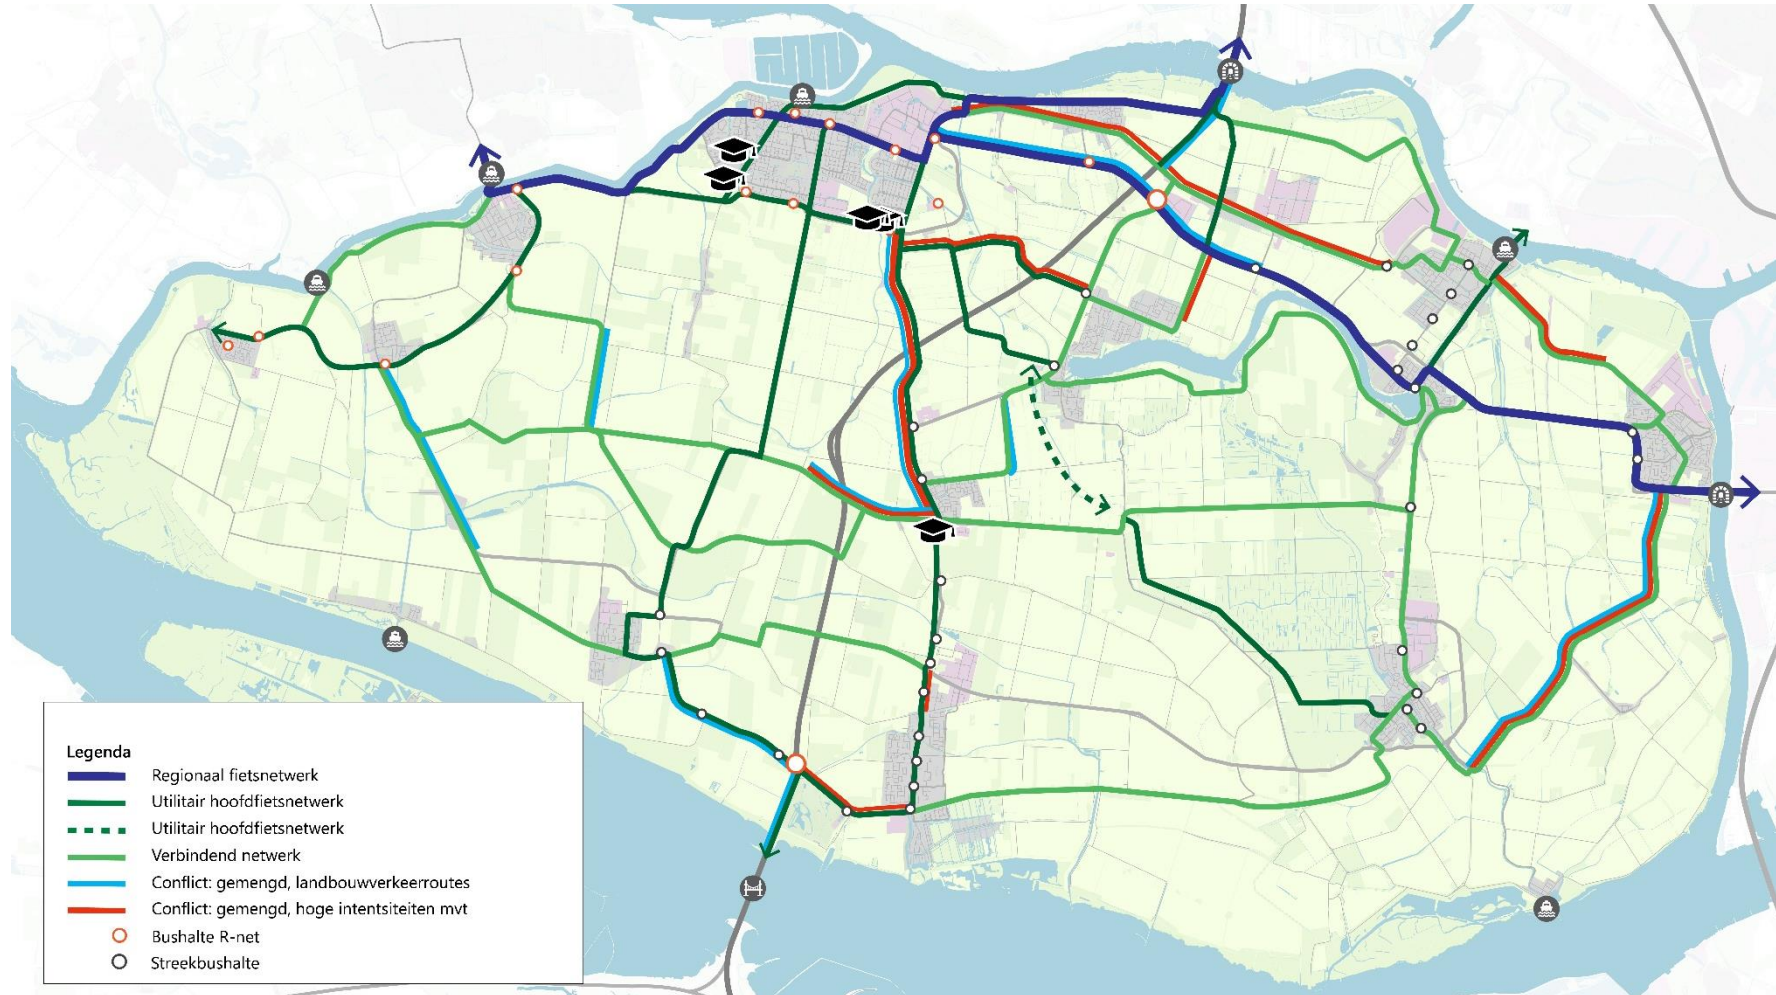 Legenda
Regionaal fietsnetwerk
Utilitair hoofdfietsnetwerk
Utilitair hoofdfietsnetwerk
Verbindend netwerk
Conflict: gemengd, landbouwverkeerroutes
Conflict: gemengd, hoge intentsiteiten mvt
Bushalte R-net
Streekbushalte